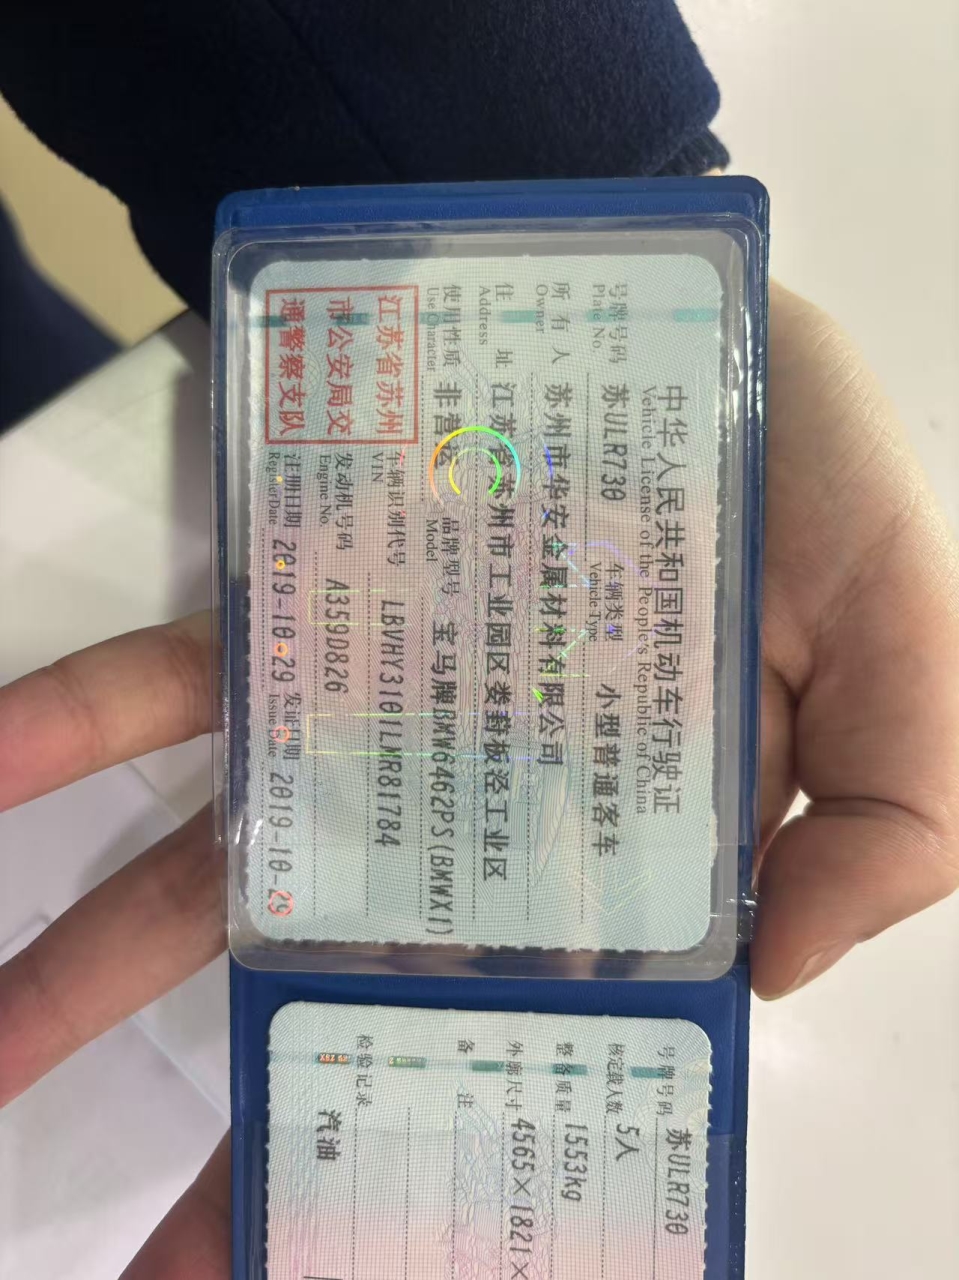 中华人民共和国机动车行驶证
Vehicle License of the People's Republic of China
号牌号码 苏ULR730 车辆类型 小型普通客车
Plate No. Vehicle Type
所有人 苏州市华安金属材料有限公司
Owner
住址 江苏省苏州市工业园区娄葑板泾工业区
Address
使用性质 非营运 品牌型号 宝马牌BMW6462PS(BMWX1)
Use Character Model
江苏省苏州
市公安局交
通警察支队
车辆识别代号 LBVHY3101LMR81784
VIN
发动机号码 A359D826
Engine No.
注册日期 2019-10-29 发证日期 2019-10-29
Register Date Issue Date
号牌号码 苏ULR730
核定载人数 5人
整备质量 1553kg
外廓尺寸 4565×1821×
备注
检验记录
汽油